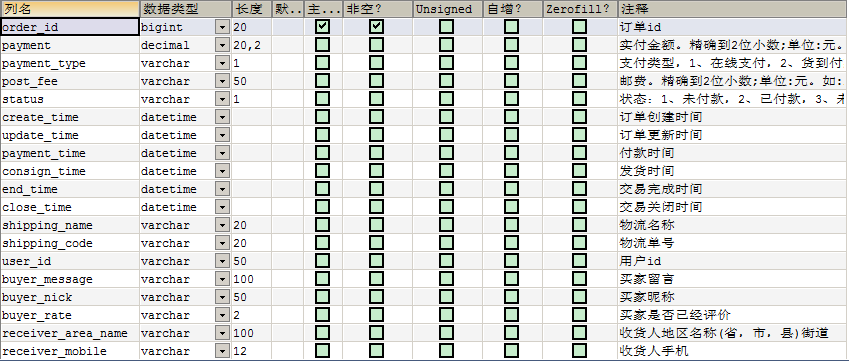 列名 数据类型 长度 默... 主... 非空? Unsigned 自增? Zerofill? 注释
order_id bigint 20 订单id
payment decimal 20,2 实付金额。精确到2位小数;单位:元。
payment_type varchar 1 支付类型，1、在线支付，2、货到付
post_fee varchar 50 邮费。精确到2位小数;单位:元。如:
status varchar 1 状态：1、未付款，2、已付款，3、未
create_time datetime 订单创建时间
update_time datetime 订单更新时间
payment_time datetime 付款时间
consign_time datetime 发货时间
end_time datetime 交易完成时间
close_time datetime 交易关闭时间
shipping_name varchar 20 物流名称
shipping_code varchar 20 物流单号
user_id varchar 50 用户id
buyer_message varchar 100 买家留言
buyer_nick varchar 50 买家昵称
buyer_rate varchar 2 买家是否已经评价
receiver_area_name varchar 100 收货人地区名称(省，市，县)街道
receiver_mobile varchar 12 收货人手机